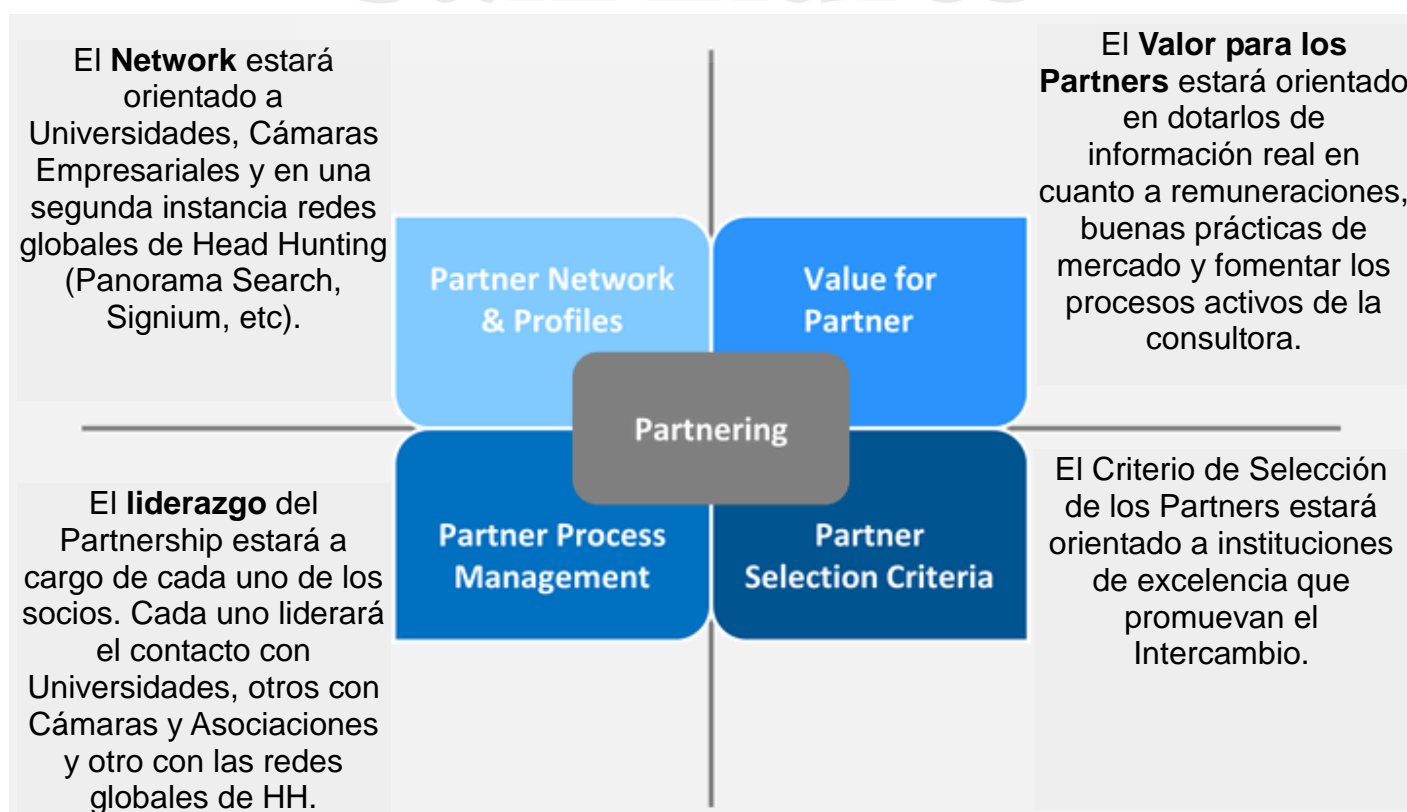 El Network estará
orientado a
Universidades, Cámaras
Empresariales y en una
segunda instancia redes
globales de Head Hunting
(Panorama Search,
Signium, etc).
El Valor para los
Partners estará orientado
en dotarlos de
información real en
cuanto a remuneraciones,
buenas prácticas de
mercado y fomentar los
procesos activos de la
consultora.
Partner Network
& Profiles
Value for
Partner
Partnering
Partner Process
Management
Partner
Selection Criteria
El liderazgo del
Partnership estará a
cargo de cada uno de los
socios. Cada uno liderará
el contacto con
Universidades, otros con
Cámaras y Asociaciones
y otro con las redes
globales de HH.
El Criterio de Selección
de los Partners estará
orientado a instituciones
de excelencia que
promuevan el
Intercambio.